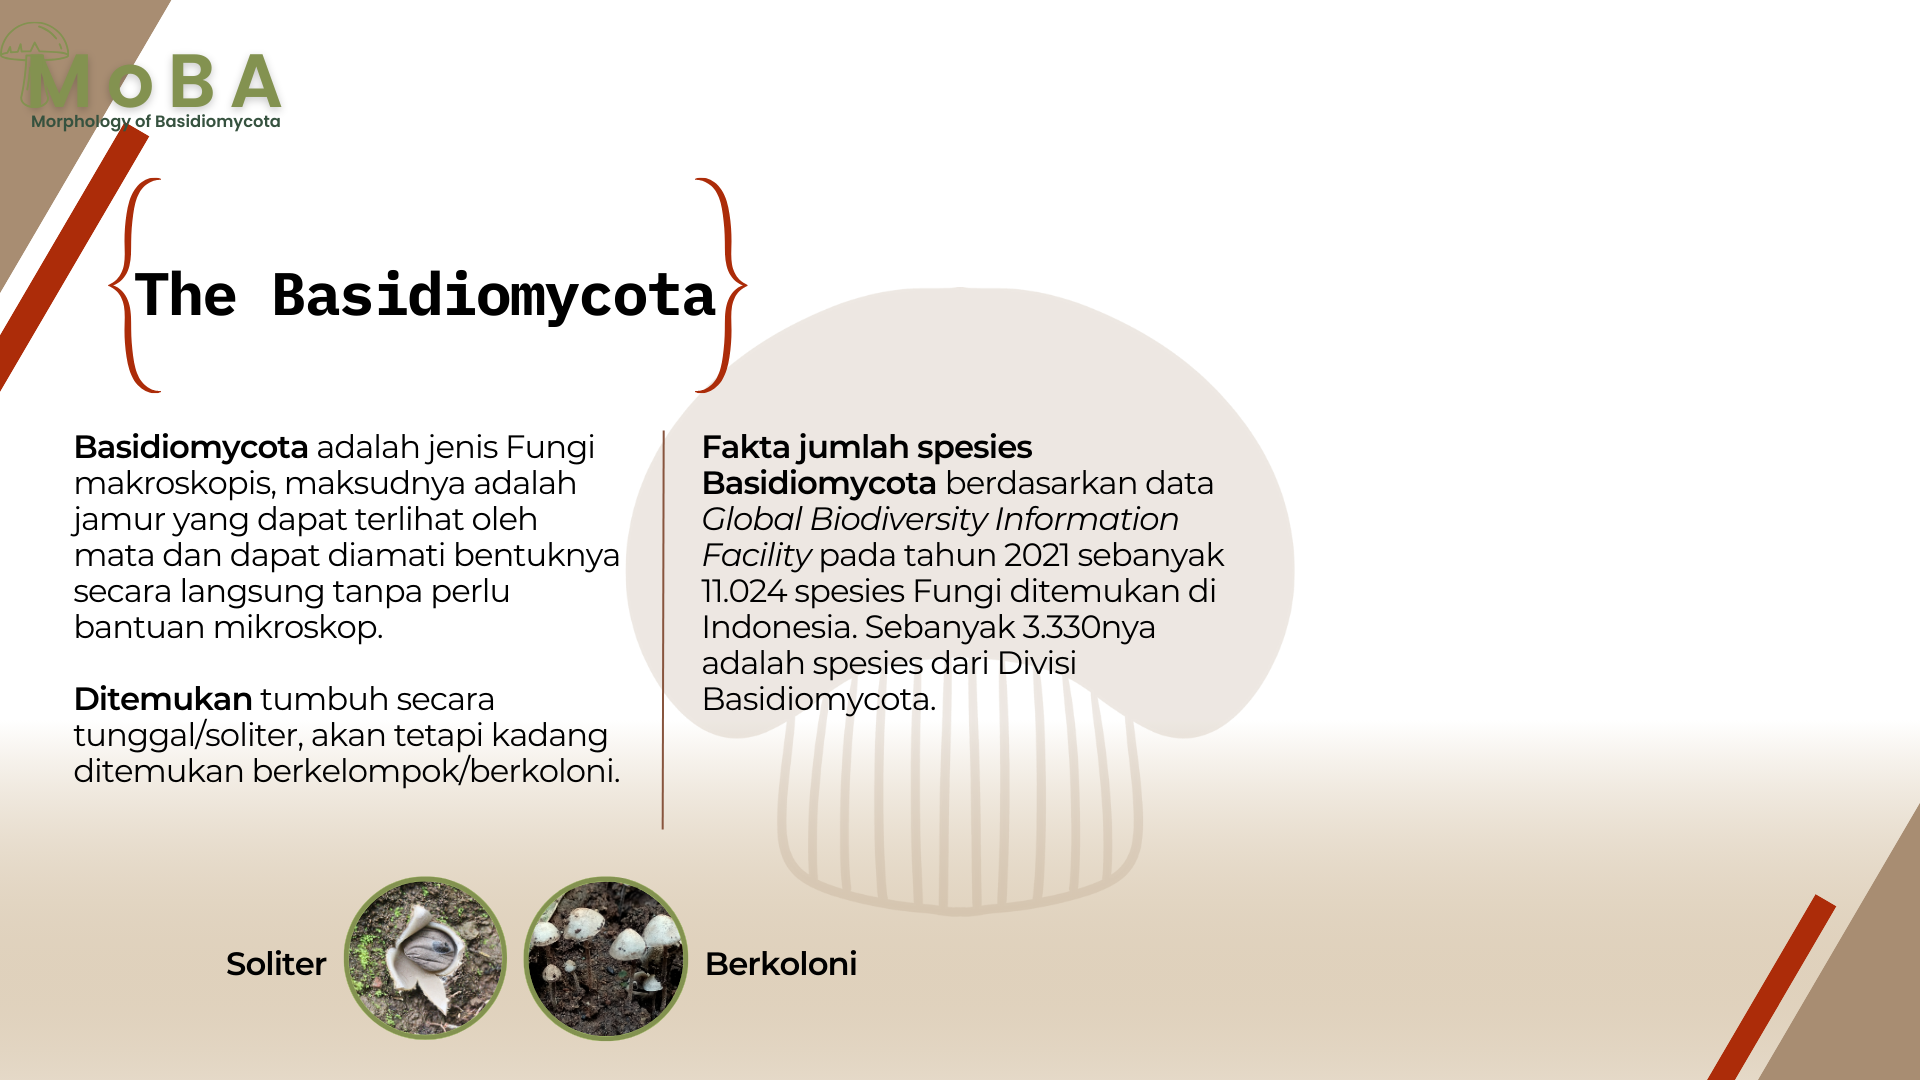 MoBA
Morphology of Basidiomycota
The Basidiomycota
Basidiomycota adalah jenis Fungi
makroskopis, maksudnya adalah
jamur yang dapat terlihat oleh
mata dan dapat diamati bentuknya
secara langsung tanpa perlu
bantuan mikroskop.
Ditemukan tumbuh secara
tunggal/soliter, akan tetapi kadang
ditemukan berkelompok/berkoloni.
Fakta jumlah spesies
Basidiomycota berdasarkan data
Global Biodiversity Information
Facility pada tahun 2021 sebanyak
11.024 spesies Fungi ditemukan di
Indonesia. Sebanyak 3.330nya
adalah spesies dari Divisi
Basidiomycota.
Soliter
Berkoloni